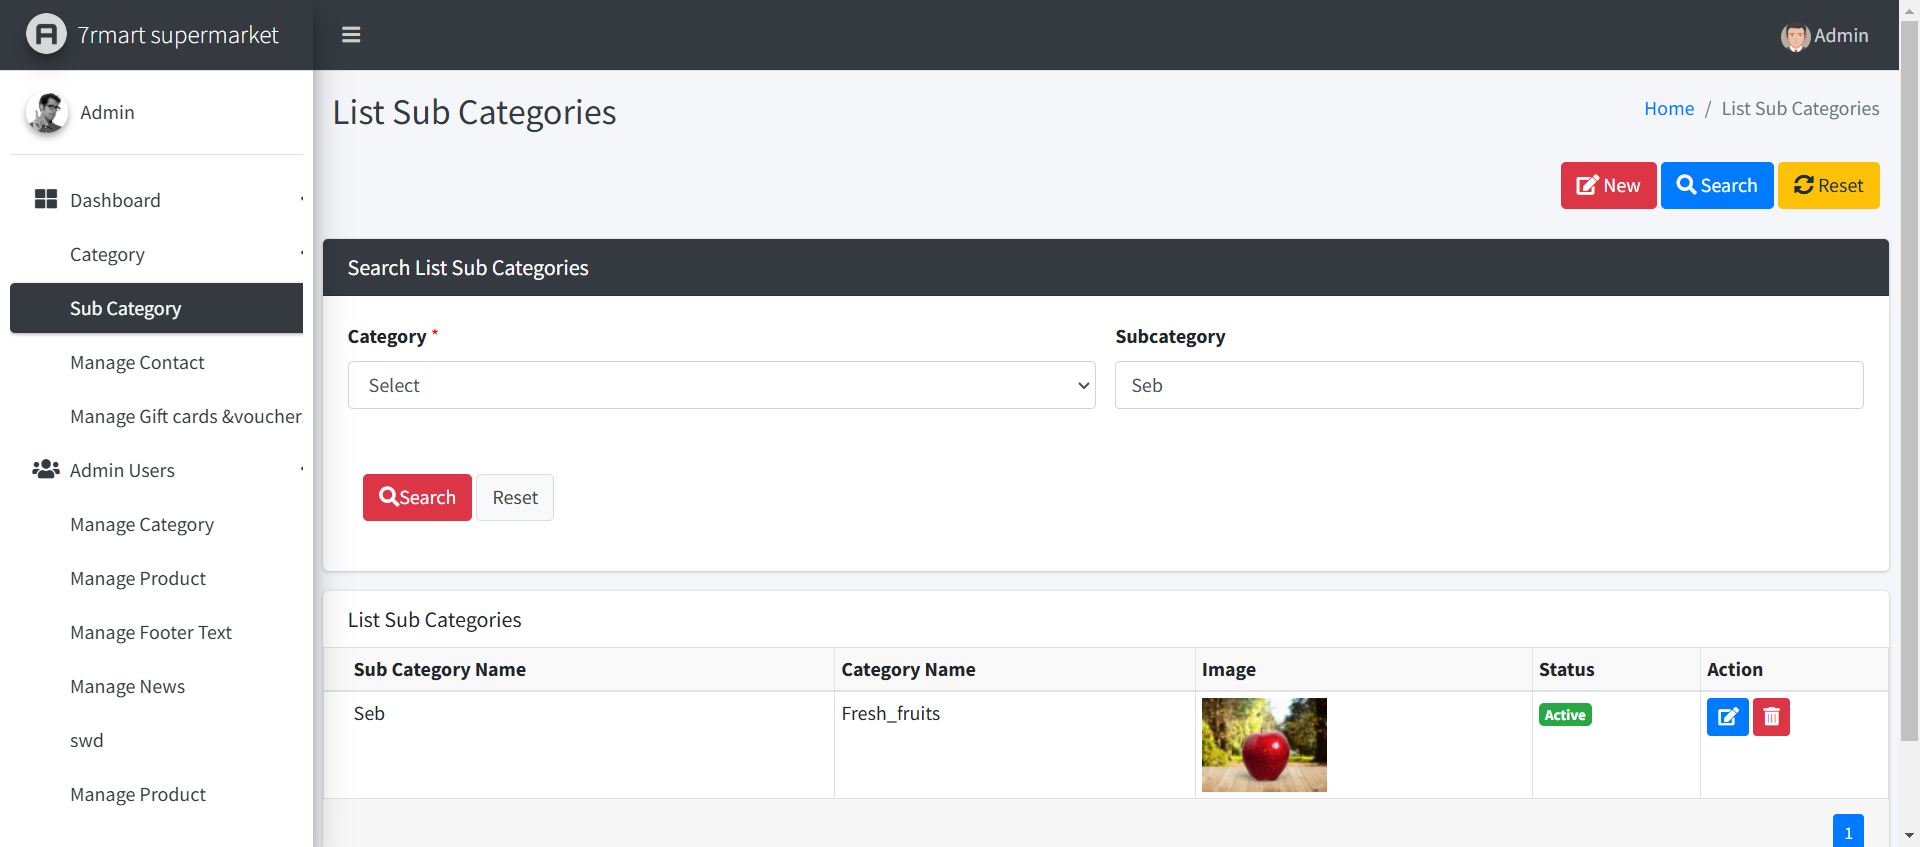 7rmart supermarket
Admin
Admin
Dashboard
Category
Sub Category
Manage Contact
Manage Gift cards &voucher
Admin Users
Manage Category
Manage Product
Manage Footer Text
Manage News
swd
Manage Product
List Sub Categories
Home / List Sub Categories
New Search Reset
Search List Sub Categories
Category * Subcategory
Select Seb
Search Reset
List Sub Categories
Sub Category Name Category Name Image Status Action
Seb Fresh_fruits Active
1